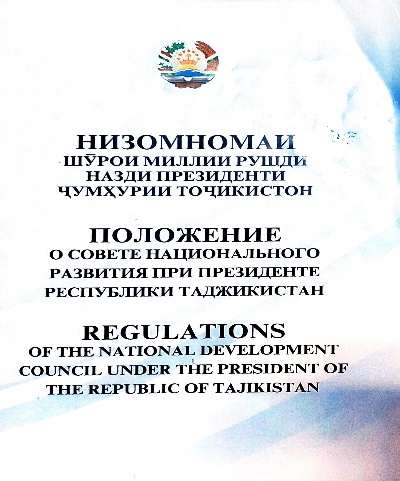 НИЗОМНОМАИ
ШӮРОИ МИЛЛИИ РУШДИ
НАЗДИ ПРЕЗИДЕНТИ
ҶУМҲУРИИ ТОҶИКИСТОН
ПОЛОЖЕНИЕ
О СОВЕТЕ НАЦИОНАЛЬНОГО
РАЗВИТИЯ ПРИ ПРЕЗИДЕНТЕ
РЕСПУБЛИКИ ТАДЖИКИСТАН
REGULATIONS
OF THE NATIONAL DEVELOPMENT
COUNCIL UNDER THE PRESIDENT OF
THE REPUBLIC OF TAJIKISTAN